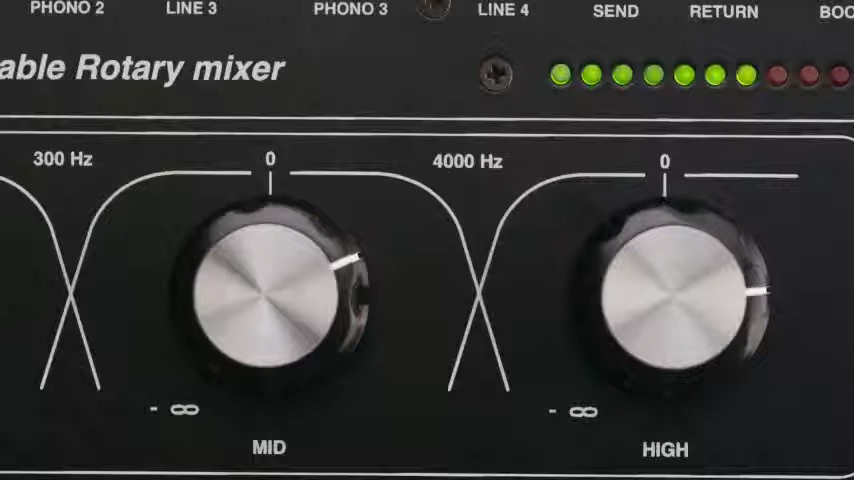 PHONO 2 LINE 3 PHONO 3 LINE 4 SEND RETURN BOO
able Rotary mixer
300 Hz 0 4000 Hz 0
- ∞ - ∞
MID HIGH